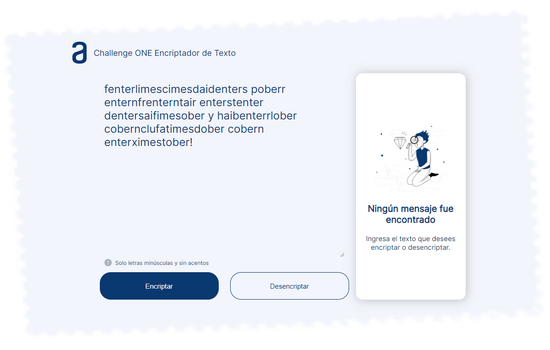 a Challenge ONE Encriptador de Texto
fenterlimescimesdaidenters poberr
enternfrenterntair enterstenter
dentersaifimesober y haibenterrlober
cobernclufatimesdober cobern
enterximestober!
Solo letras minúsculas y sin acentos
Encriptar
Desencriptar
Ningún mensaje fue
encontrado
Ingresa el texto que desees
encriptar o desencriptar.